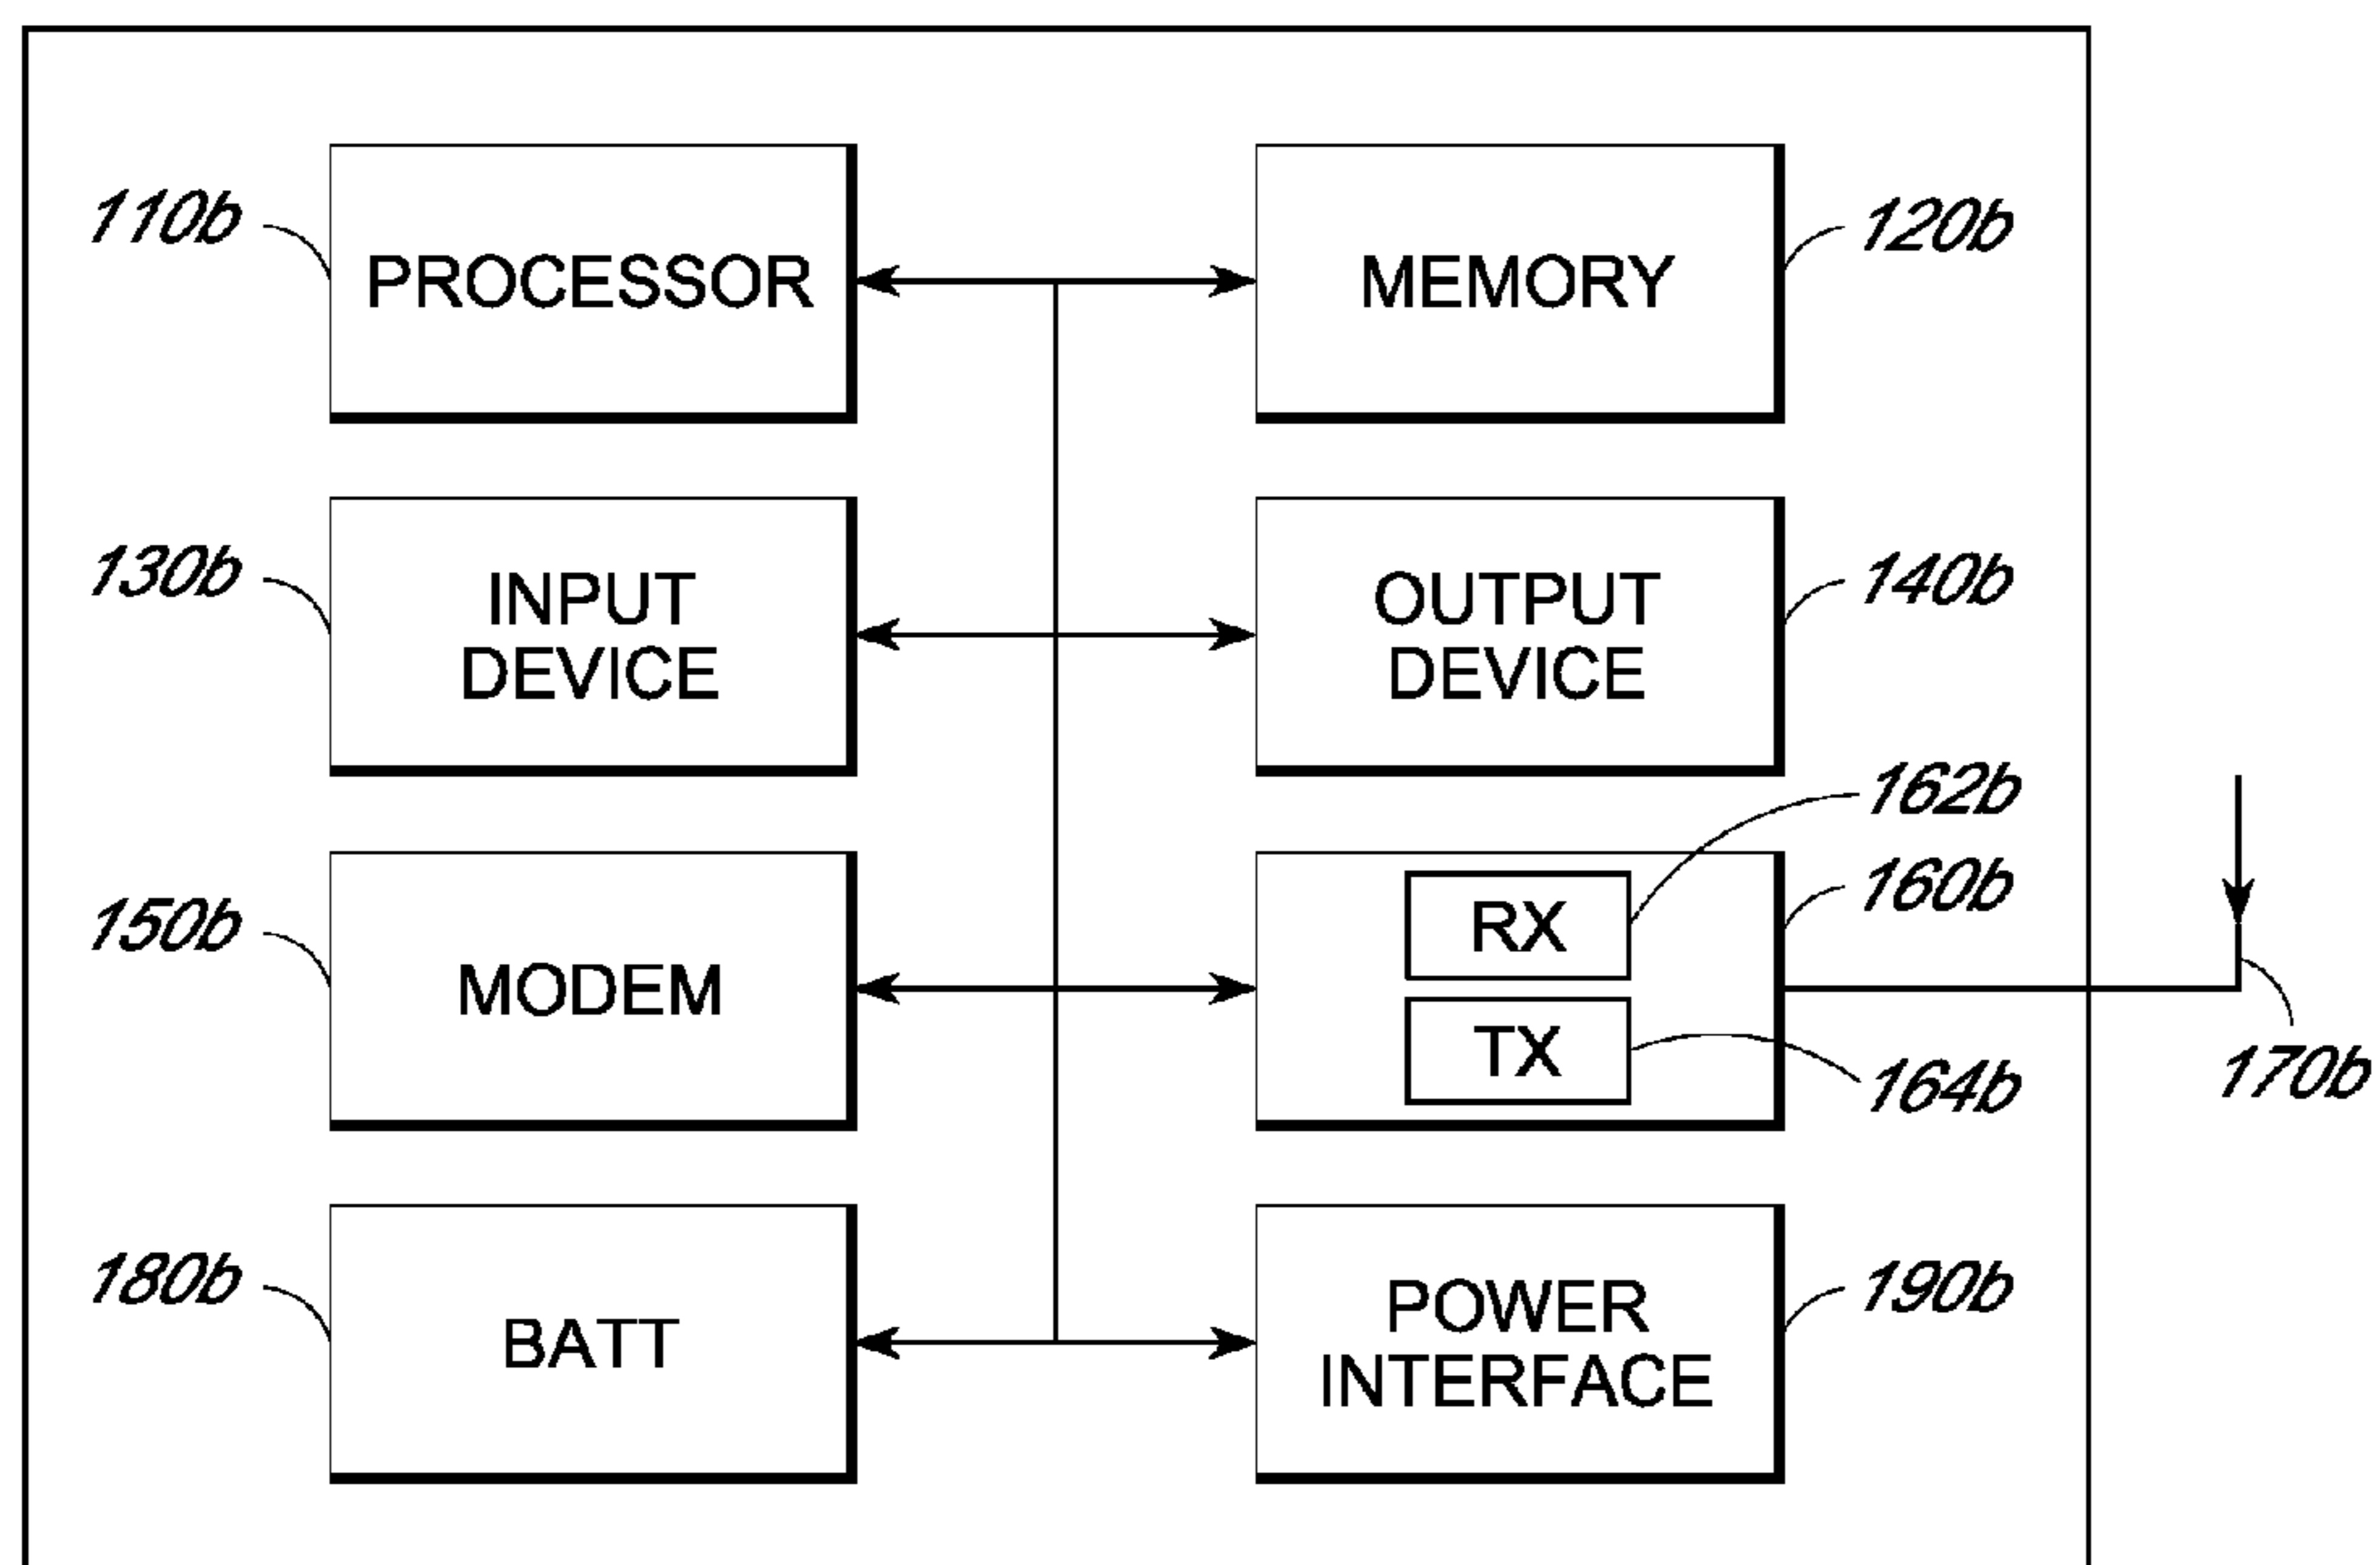 110b
PROCESSOR
MEMORY
120b
130b
INPUT
DEVICE
OUTPUT
DEVICE
140b
162b
150b
MODEM
RX
160b
TX
164b
170b
180b
BATT
POWER
INTERFACE
190b